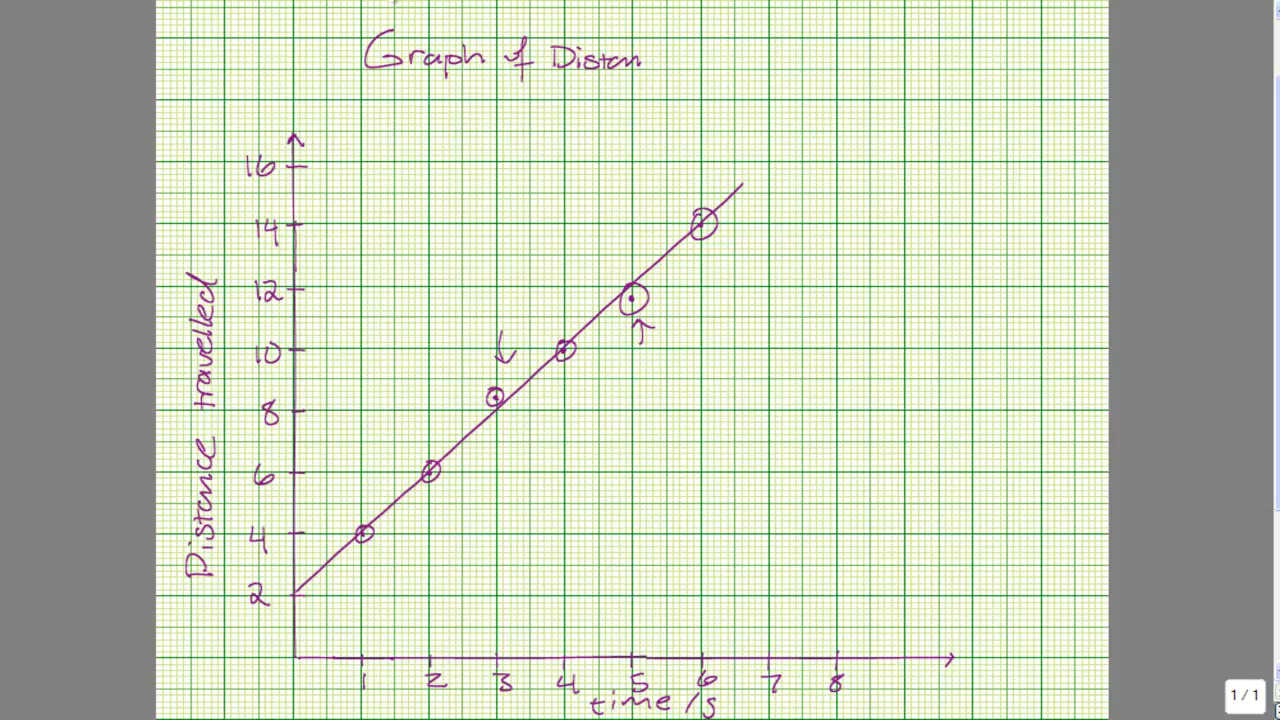 Graph of Distan
16
14
12
10
8
6
4
2
Distance travelled
1 2 3 4 5 6 7 8
time /s
1 / 1